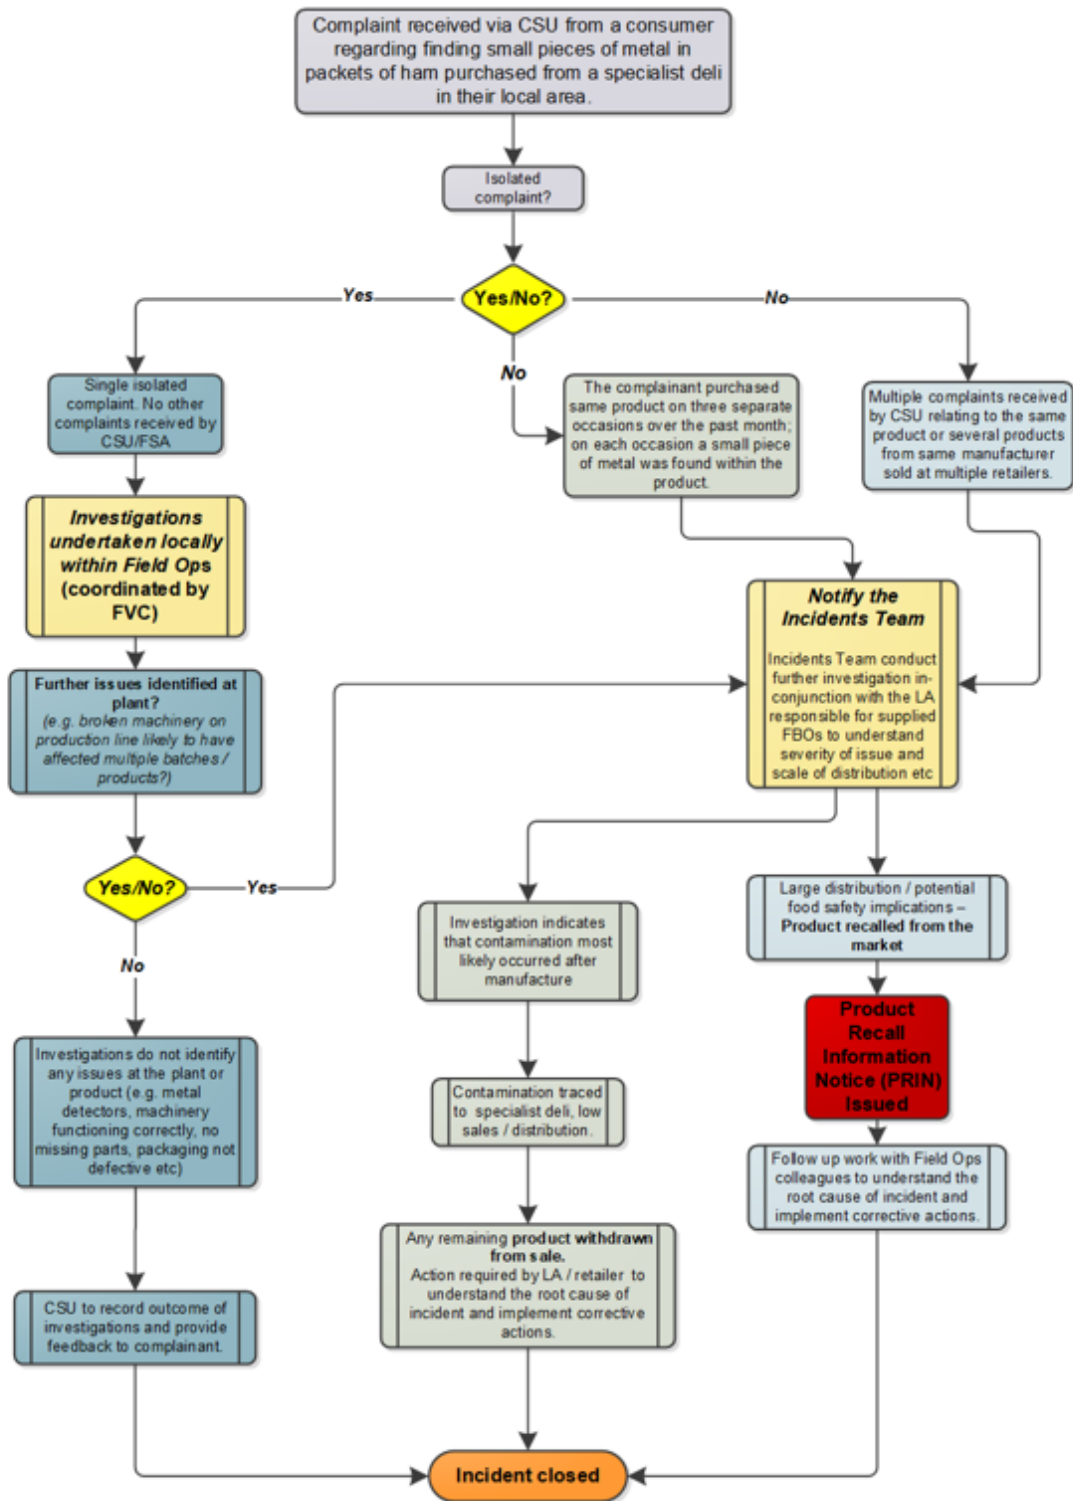 Complaint received via CSU from a consumer
regarding finding small pieces of metal in
packets of ham purchased from a specialist deli
in their local area.
Isolated
complaint?
Yes/No?
Yes
No
No
Single isolated
complaint. No other
complaints received by
CSU/FSA
The complainant purchased
same product on three separate
occasions over the past month;
on each occasion a small piece
of metal was found within the
product.
Multiple complaints received
by CSU relating to the same
product or several products
from same manufacturer
sold at multiple retailers.
Investigations
undertaken locally
within Field Ops
(coordinated by
FVC)
Notify the
Incidents Team
Incidents Team conduct
further investigation in-
conjunction with the LA
responsible for supplied
FBOs to understand
severity of issue and
scale of distribution etc
Further issues identified at
plant?
(e.g. broken machinery on
production line likely to have
affected multiple batches /
products?)
Yes/No?
Yes
No
Investigation indicates
that contamination most
likely occurred after
manufacture
Large distribution / potential
food safety implications –
Product recalled from the
market
Product
Recall
Information
Notice (PRIN)
Issued
Investigations do not identify
any issues at the plant or
product (e.g. metal
detectors, machinery
functioning correctly, no
missing parts, packaging not
defective etc)
Contamination traced
to specialist deli, low
sales / distribution.
Follow up work with Field Ops
colleagues to understand the
root cause of incident and
implement corrective actions.
Any remaining product withdrawn
from sale.
Action required by LA / retailer to
understand the root cause of
incident and implement corrective
actions.
CSU to record outcome of
investigations and provide
feedback to complainant.
Incident closed